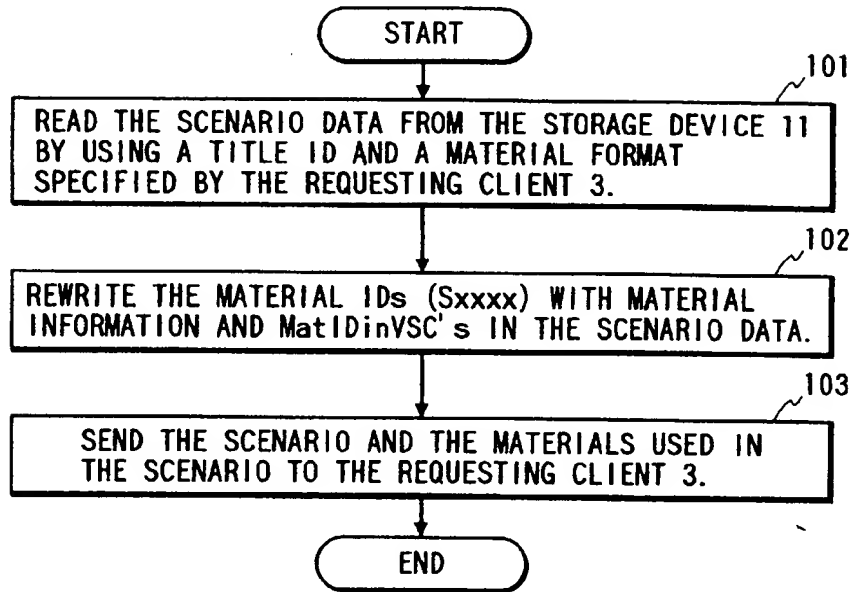 START
101
READ THE SCENARIO DATA FROM THE STORAGE DEVICE 11
BY USING A TITLE ID AND A MATERIAL FORMAT
SPECIFIED BY THE REQUESTING CLIENT 3.
102
REWRITE THE MATERIAL IDs (Sxxxx) WITH MATERIAL
INFORMATION AND MatIDinVSC's IN THE SCENARIO DATA.
103
SEND THE SCENARIO AND THE MATERIALS USED IN
THE SCENARIO TO THE REQUESTING CLIENT 3.
END